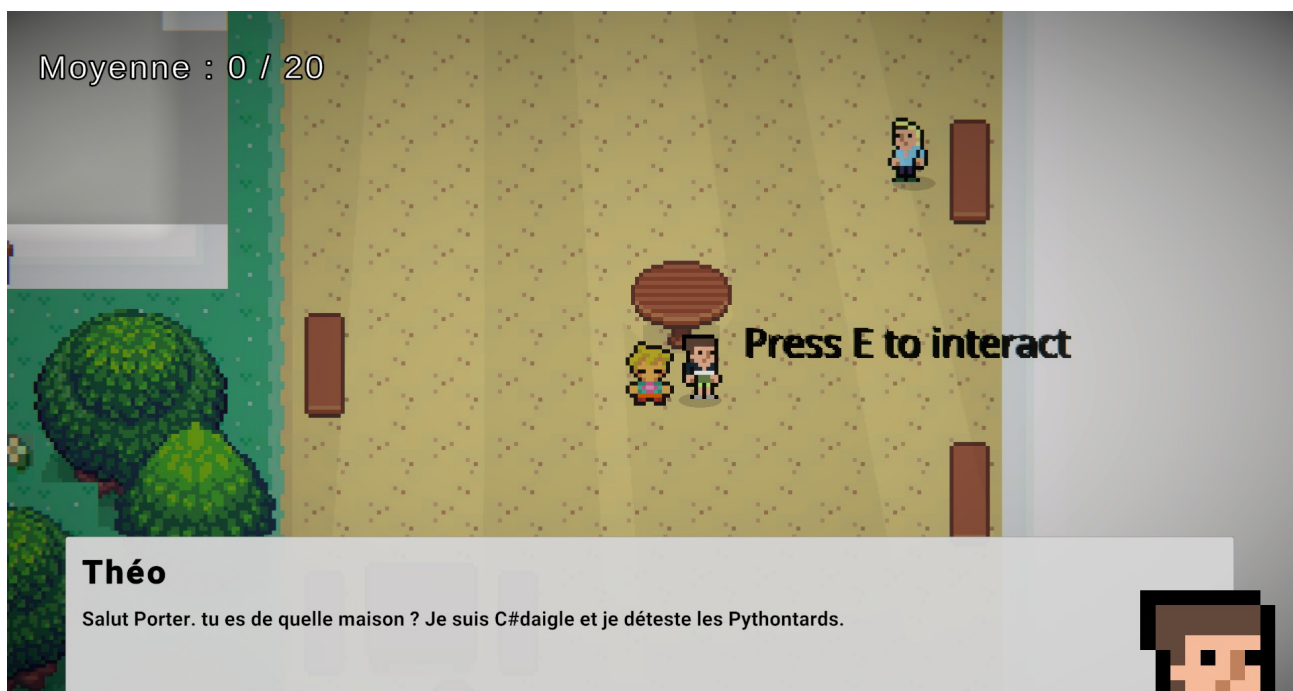 Moyenne : 0 / 20
Press E to interact
Théo
Salut Porter. tu es de quelle maison ? Je suis C#daigle et je déteste les Pythontards.